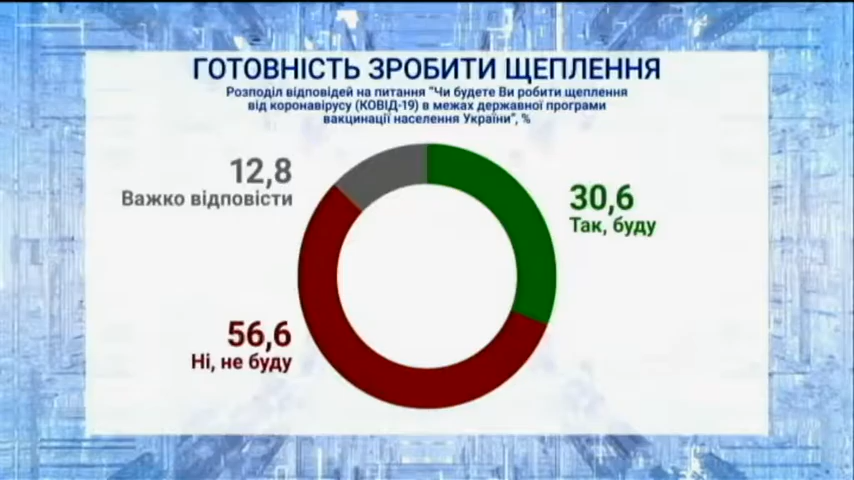 ГОТОВНІСТЬ ЗРОБИТИ ЩЕПЛЕННЯ
Розподіл відповідей на питання "Чи будете Ви робити щеплення
від коронавірусу (КОВІД-19) в межах державної програми
вакцинації населення України", %
12,8
Важко відповісти
30,6
Так, буду
56,6
Ні, не буду